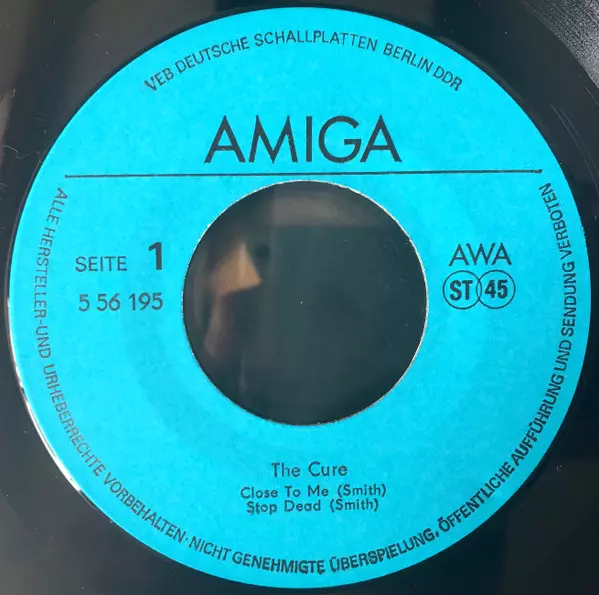 VEB DEUTSCHE SCHALLPLATTEN BERLIN DDR
AMIGA
SEITE 1
5 56 195
AWA
ST 45
The Cure
Close To Me (Smith)
Stop Dead (Smith)
ALLE HERSTELLER-UND URHEBERRECHTE VORBEHALTEN·NICHT GENEHMIGTE ÜBERSPIELUNG, ÖFFENTLICHE AUFFÜHRUNG UND SENDUNG VERBOTEN